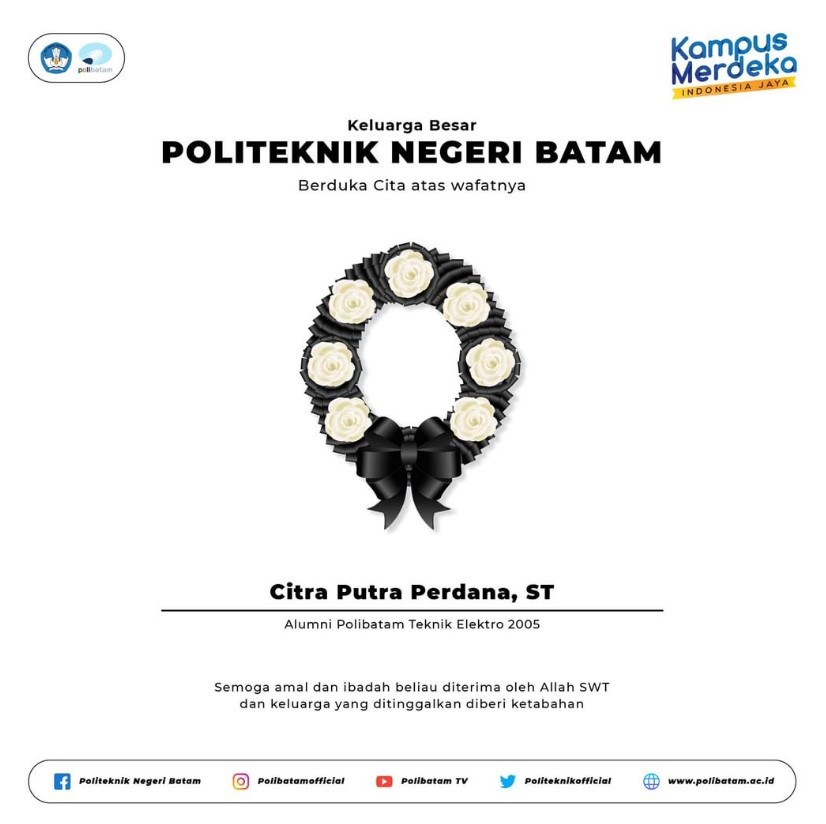 polibatam
Kampus
Merdeka
INDONESIA JAYA
Keluarga Besar
POLITEKNIK NEGERI BATAM
Berduka Cita atas wafatnya
Citra Putra Perdana, ST
Alumni Polibatam Teknik Elektro 2005
Semoga amal dan ibadah beliau diterima oleh Allah SWT
dan keluarga yang ditinggalkan diberi ketabahan
Politeknik Negeri Batam Polibatamofficial Polibatam TV Politeknikofficial www.polibatam.ac.id